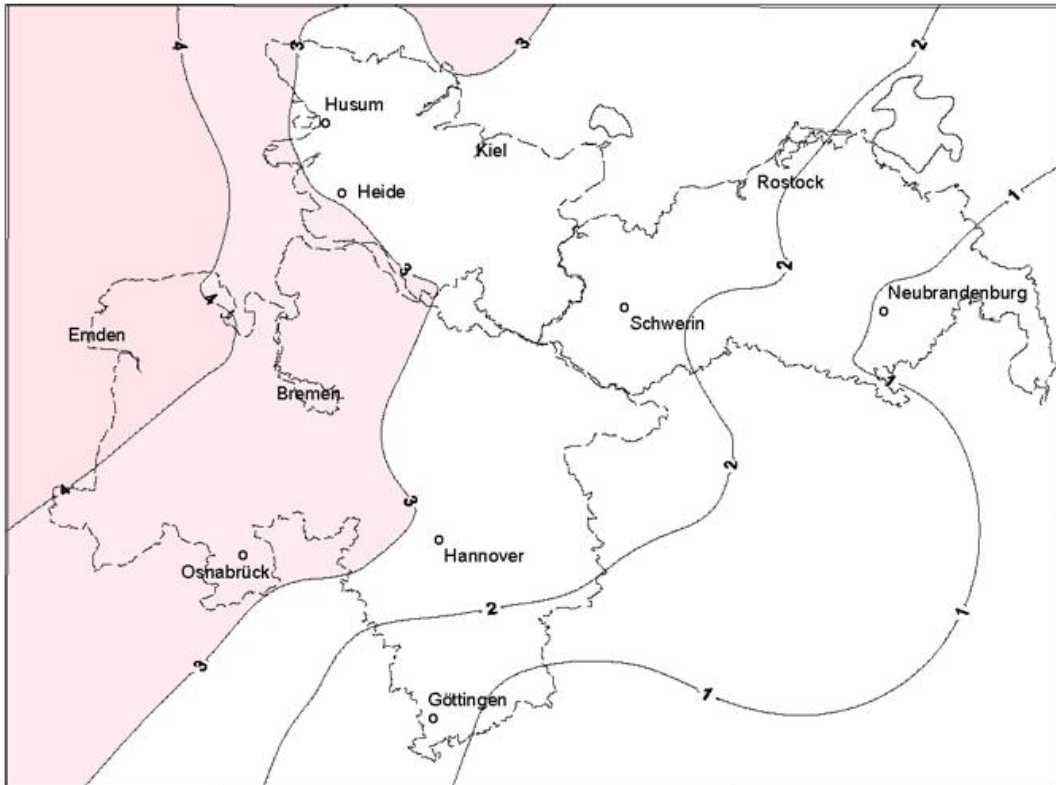 4
3
3
2
Husum
Kiel
Rostock
Heide
1
3
2
4
Neubrandenburg
Emden
Schwerin
1
Bremen
2
4
3
Hannover
Osnabrück
2
1
3
1
Göttingen